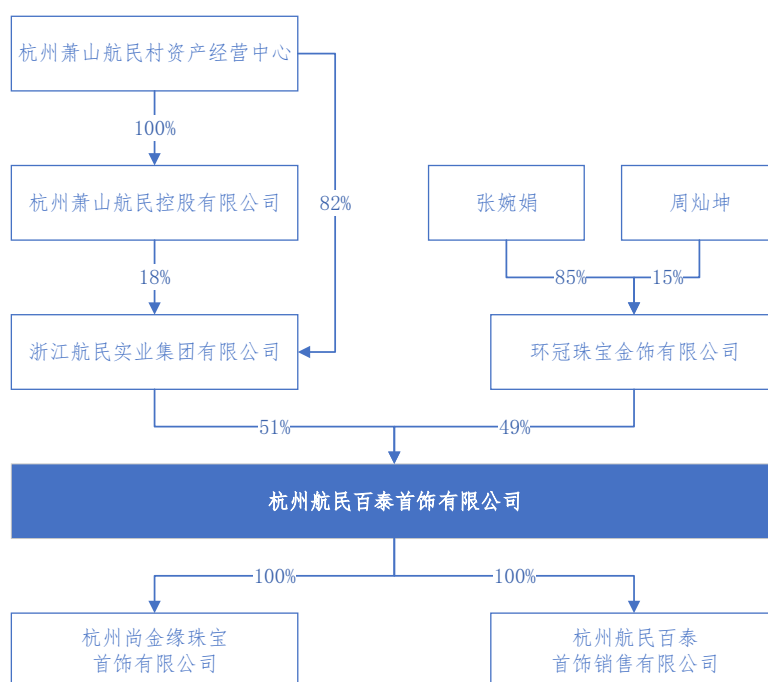 杭州萧山航民村资产经营中心
100%
杭州萧山航民控股有限公司
82%
张婉娟
周灿坤
18%
85%
15%
浙江航民实业集团有限公司
环冠珠宝金饰有限公司
51%
49%
杭州航民百泰首饰有限公司
100%
100%
杭州尚金缘珠宝
首饰有限公司
杭州航民百泰
首饰销售有限公司